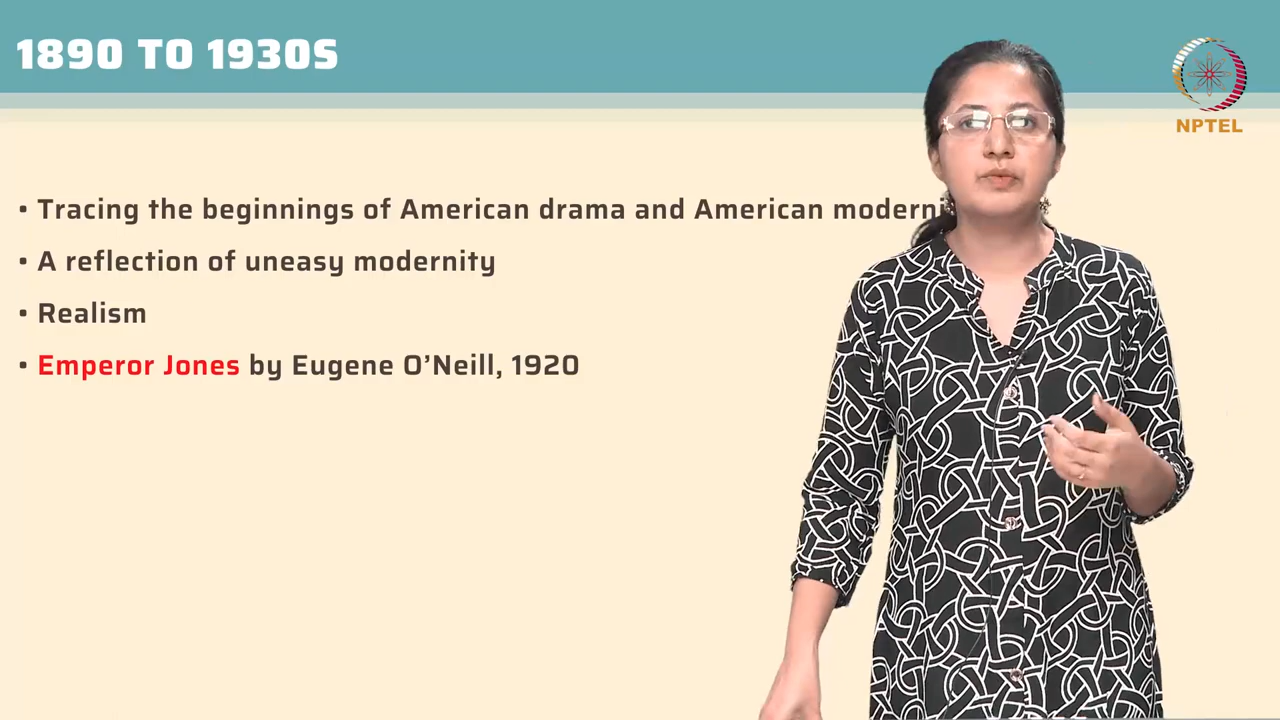 1890 TO 1930S
NPTEL
• Tracing the beginnings of American drama and American
• A reflection of uneasy modernity
• Realism
• Emperor Jones by Eugene O’Neill, 1920